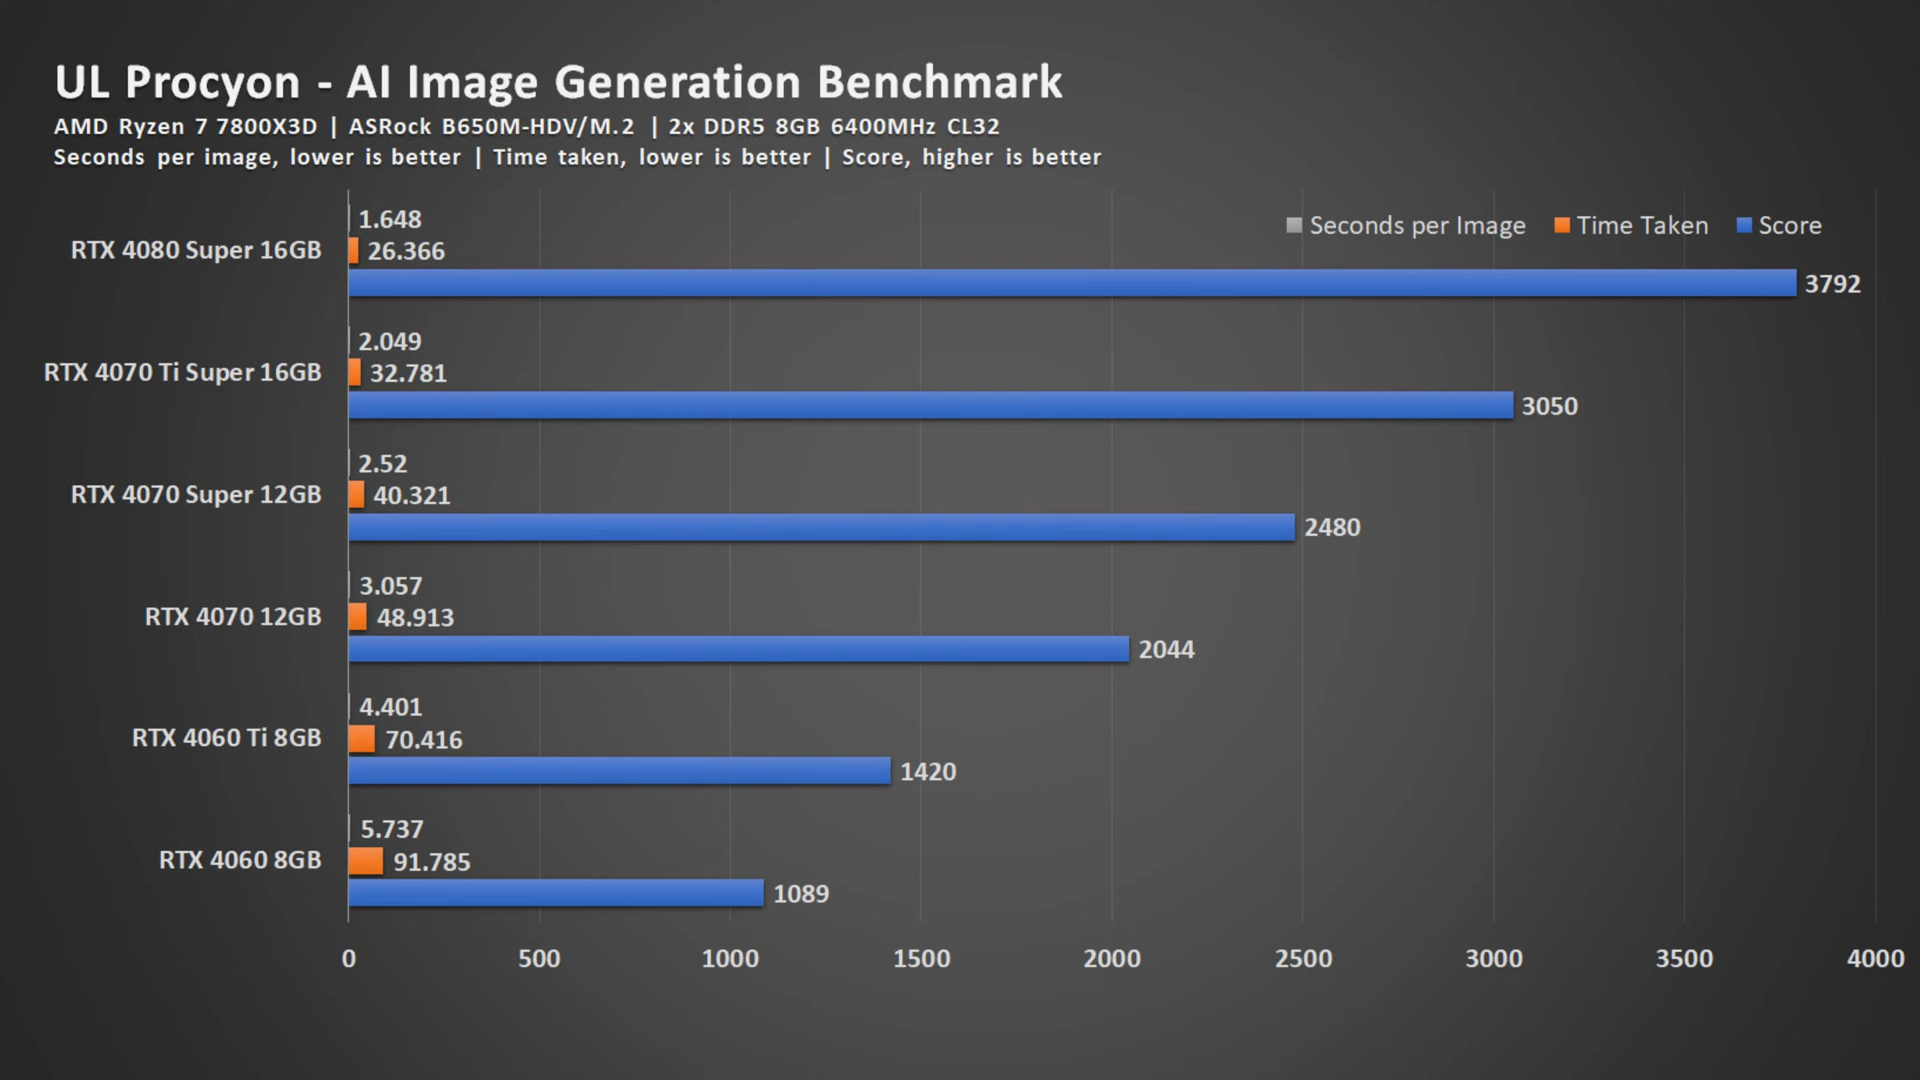 UL Procyon - AI Image Generation Benchmark
AMD Ryzen 7 7800X3D | ASRock B650M-HDV/M.2 | 2x DDR5 8GB 6400MHz CL32
Seconds per image, lower is better | Time taken, lower is better | Score, higher is better
Seconds per Image Time Taken Score
1.648
RTX 4080 Super 16GB 26.366
3792
2.049
RTX 4070 Ti Super 16GB 32.781
3050
2.52
RTX 4070 Super 12GB 40.321
2480
3.057
RTX 4070 12GB 48.913
2044
4.401
RTX 4060 Ti 8GB 70.416
1420
5.737
RTX 4060 8GB 91.785
1089
0 500 1000 1500 2000 2500 3000 3500 4000